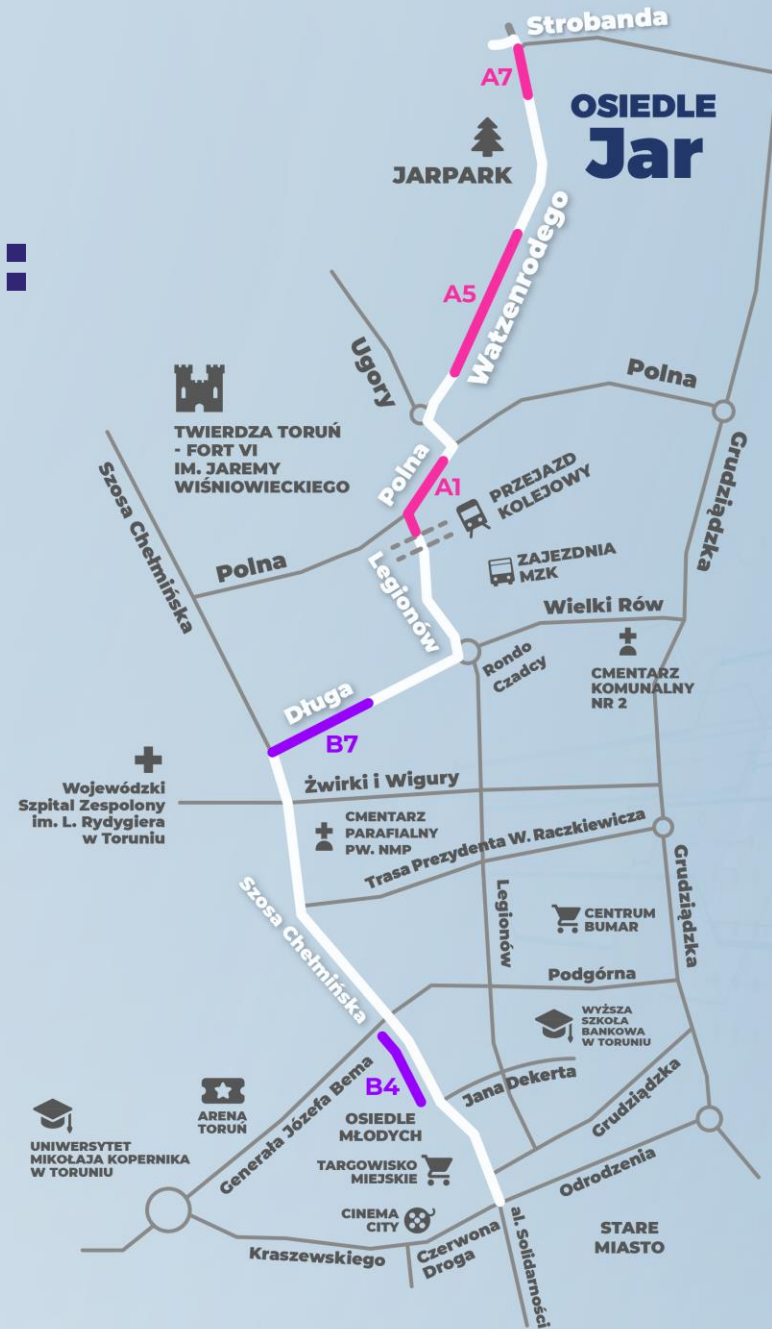 Strobanda
A7
OSIEDLE
Jar
JARPARK
Watzenrodego
A5
Ugory
Polna
TWIERDZA TORUŃ
- FORT VI
IM. JAREMY
WIŚNIOWIECKIEGO
Szosa Chełmińska
Polna
A1
PRZEJAZD
KOLEJOWY
Grudziądzka
Polna
Legionów
ZAJEZDNIA
MZK
Wielki Rów
Rondo
Czadcy
CMENTARZ
KOMUNALNY
NR 2
Długa
B7
Wojewódzki
Szpital Zespolony
im. L. Rydygiera
w Toruniu
Żwirki i Wigury
CMENTARZ
PARAFIALNY
PW. NMP
Trasa Prezydenta W. Raczkiewicza
Szosa Chełmińska
Legionów
CENTRUM
BUMAR
Grudziądzka
Podgórna
WYŻSZA
SZKOŁA
BANKOWA
W TORUNIU
Generała Józefa Bema
B4
Jana Dekerta
Grudziądzka
ARENA
TORUŃ
OSIEDLE
MŁODYCH
UNIWERSYTET
MIKOŁAJA KOPERNIKA
W TORUNIU
TARGOWISKO
MIEJSKIE
Odrodzenia
CINEMA
CITY
Kraszewskiego
Czerwona
Droga
al. Solidarności
STARE
MIASTO